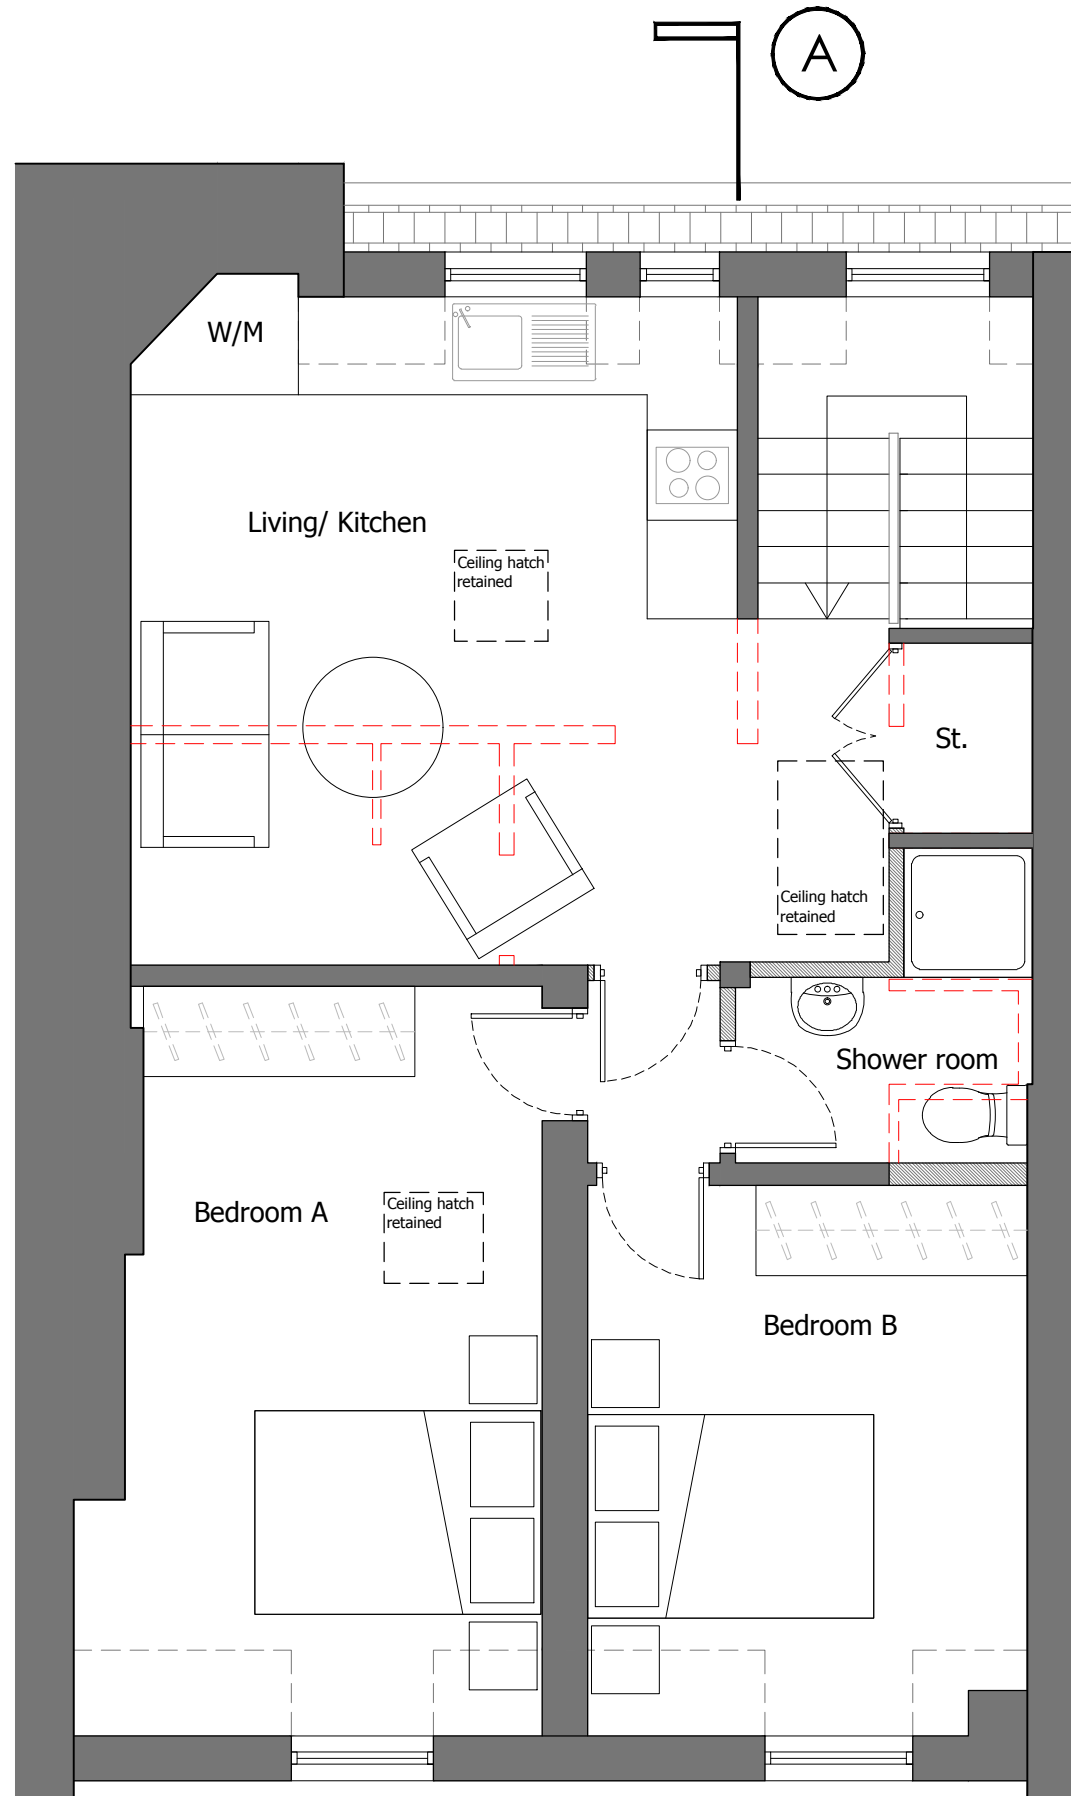 A
W/M
Living/ Kitchen
Ceiling hatch
retained
St.
Ceiling hatch
retained
Shower room
Bedroom A
Ceiling hatch
retained
Bedroom B